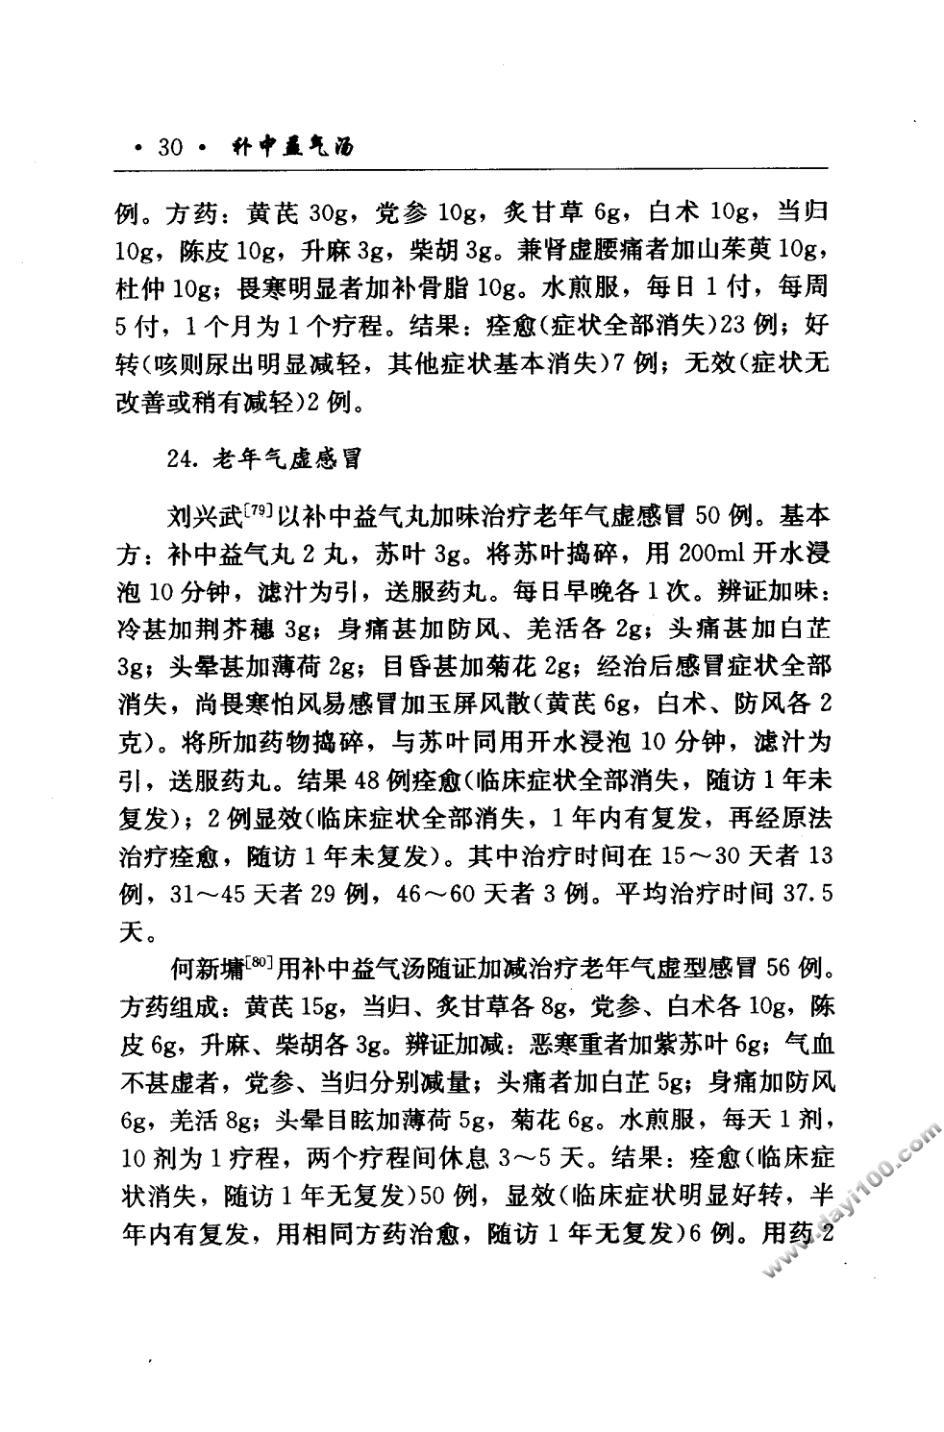 · 30 · 补中益气汤
例。方药：黄芪 30g，党参 10g，炙甘草 6g，白术 10g，当归
10g，陈皮 10g，升麻 3g，柴胡 3g。兼肾虚腰痛者加山茱萸 10g，
杜仲 10g；畏寒明显者加补骨脂 10g。水煎服，每日 1 付，每周
5 付，1 个月为 1 个疗程。结果：痊愈(症状全部消失)23 例；好
转(咳则尿出明显减轻，其他症状基本消失)7 例；无效(症状无
改善或稍有减轻)2 例。
24. 老年气虚感冒
刘兴武[79]以补中益气丸加味治疗老年气虚感冒 50 例。基本
方：补中益气丸 2 丸，苏叶 3g。将苏叶捣碎，用 200ml 开水浸
泡 10 分钟，滤汁为引，送服药丸。每日早晚各 1 次。辨证加味：
冷甚加荆芥穗 3g；身痛甚加防风、羌活各 2g；头痛甚加白芷
3g；头晕甚加薄荷 2g；目昏甚加菊花 2g；经治后感冒症状全部
消失，尚畏寒怕风易感冒加玉屏风散(黄芪 6g，白术、防风各 2
克)。将所加药物捣碎，与苏叶同用开水浸泡 10 分钟，滤汁为
引，送服药丸。结果 48 例痊愈(临床症状全部消失，随访 1 年未
复发)；2 例显效(临床症状全部消失，1 年内有复发，再经原法
治疗痊愈，随访 1 年未复发)。其中治疗时间在 15～30 天者 13
例，31～45 天者 29 例，46～60 天者 3 例。平均治疗时间 37.5
天。
何新墉[80]用补中益气汤随证加减治疗老年气虚型感冒 56 例。
方药组成：黄芪 15g，当归、炙甘草各 8g，党参、白术各 10g，陈
皮 6g，升麻、柴胡各 3g。辨证加减：恶寒重者加紫苏叶 6g；气血
不甚虚者，党参、当归分别减量；头痛者加白芷 5g；身痛加防风
6g，羌活 8g；头晕目眩加薄荷 5g，菊花 6g。水煎服，每天 1 剂，
10 剂为 1 疗程，两个疗程间休息 3～5 天。结果：痊愈(临床症
状消失，随访 1 年无复发)50 例，显效(临床症状明显好转，半
年内有复发，用相同方药治愈，随访 1 年无复发)6 例。用药 2
www.dayi100.com